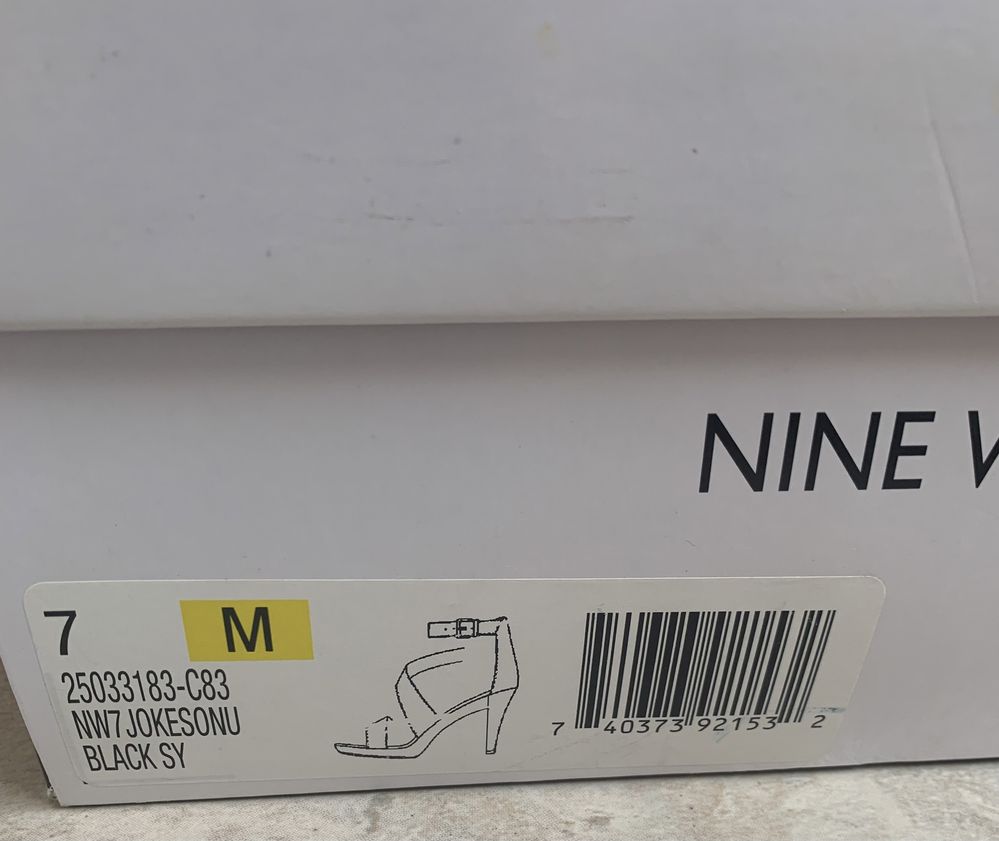 NINE W
7 M
25033183-C83
NW7JOKESONU
BLACK SY
7 40373 92153 2